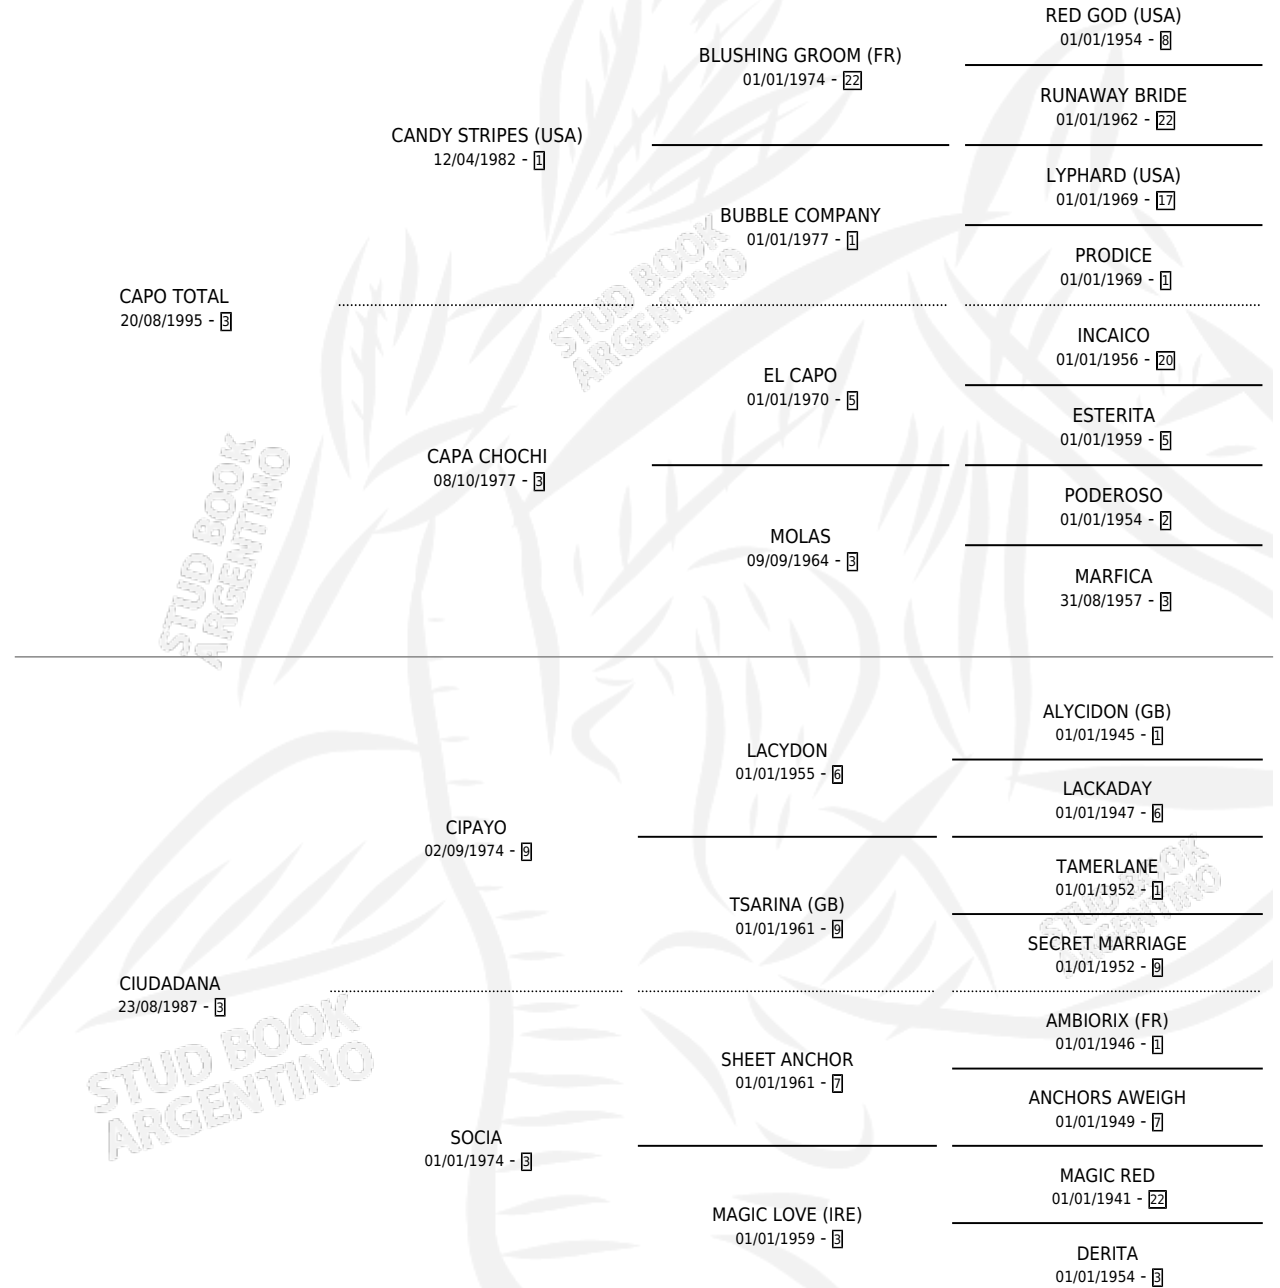 RED GOD (USA)
01/01/1954 - 8
BLUSHING GROOM (FR)
01/01/1974 - 22
RUNAWAY BRIDE
01/01/1962 - 22
CANDY STRIPES (USA)
12/04/1982 - 1
LYPHARD (USA)
01/01/1969 - 17
BUBBLE COMPANY
01/01/1977 - 1
PRODICE
01/01/1969 - 1
CAPO TOTAL
20/08/1995 - 3
STUD BOOK
ARGENTINO
INCAICO
01/01/1956 - 20
EL CAPO
01/01/1970 - 5
ESTERITA
01/01/1959 - 5
CAPA CHOCHI
08/10/1977 - 3
PODEROSO
01/01/1954 - 2
MOLAS
09/09/1964 - 3
MARFICA
31/08/1957 - 3
STUD BOOK
ARGENTINO
ALYCIDON (GB)
01/01/1945 - 1
LACYDON
01/01/1955 - 6
LACKADAY
01/01/1947 - 6
CIPAYO
02/09/1974 - 9
TAMERLANE
01/01/1952 - 1
TSARINA (GB)
01/01/1961 - 9
SECRET MARRIAGE
01/01/1952 - 9
STUD BOOK
ARGENTINO
CIUDADANA
23/08/1987 - 3
AMBIORIX (FR)
01/01/1946 - 1
SHEET ANCHOR
01/01/1961 - 7
ANCHORS AWEIGH
01/01/1949 - 7
STUD BOOK
ARGENTINO
SOCIA
01/01/1974 - 3
MAGIC RED
01/01/1941 - 22
MAGIC LOVE (IRE)
01/01/1959 - 3
DERITA
01/01/1954 - 3